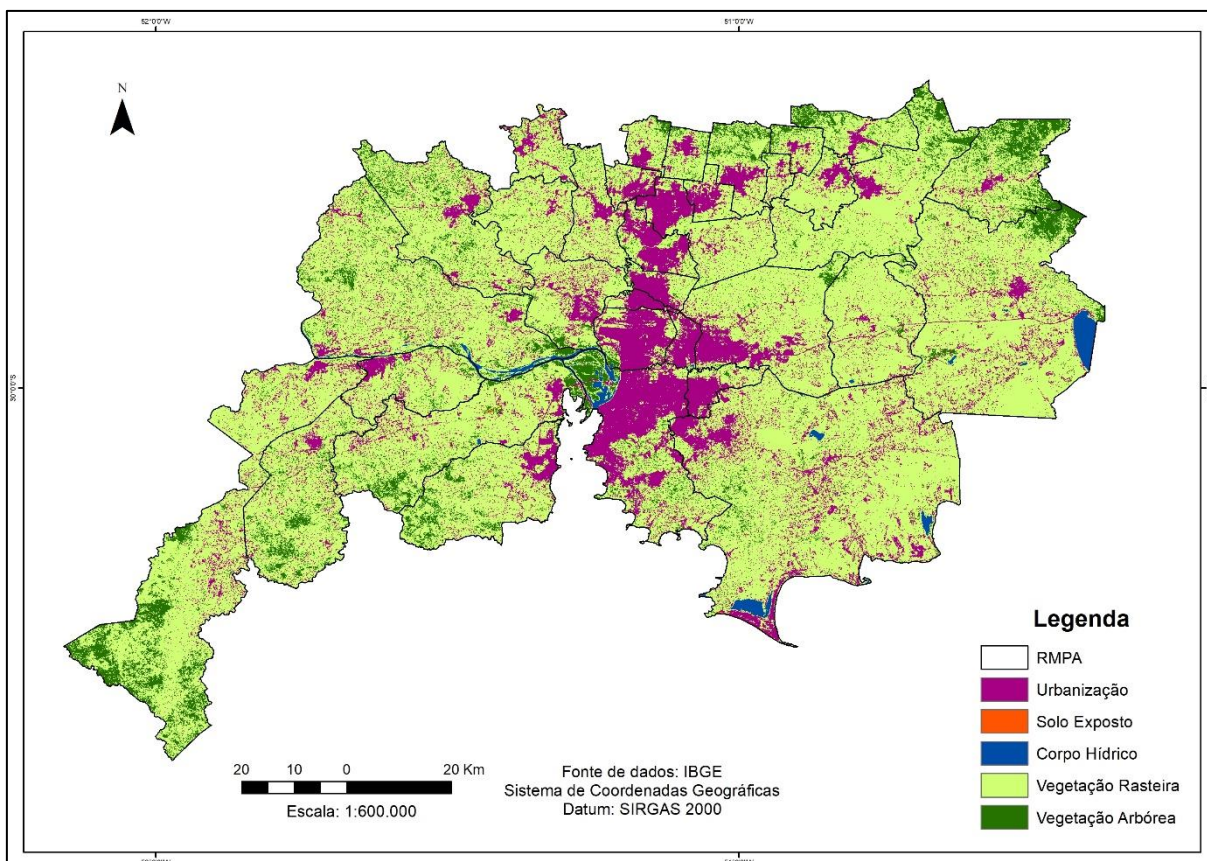 52°0'0"W
51°0'0"W
N
30°0'0"S
Legenda
RMPA
Urbanização
Solo Exposto
Corpo Hídrico
Vegetação Rasteira
Vegetação Arbórea
20 10 0 20 Km
Escala: 1:600.000
Fonte de dados: IBGE
Sistema de Coordenadas Geográficas
Datum: SIRGAS 2000